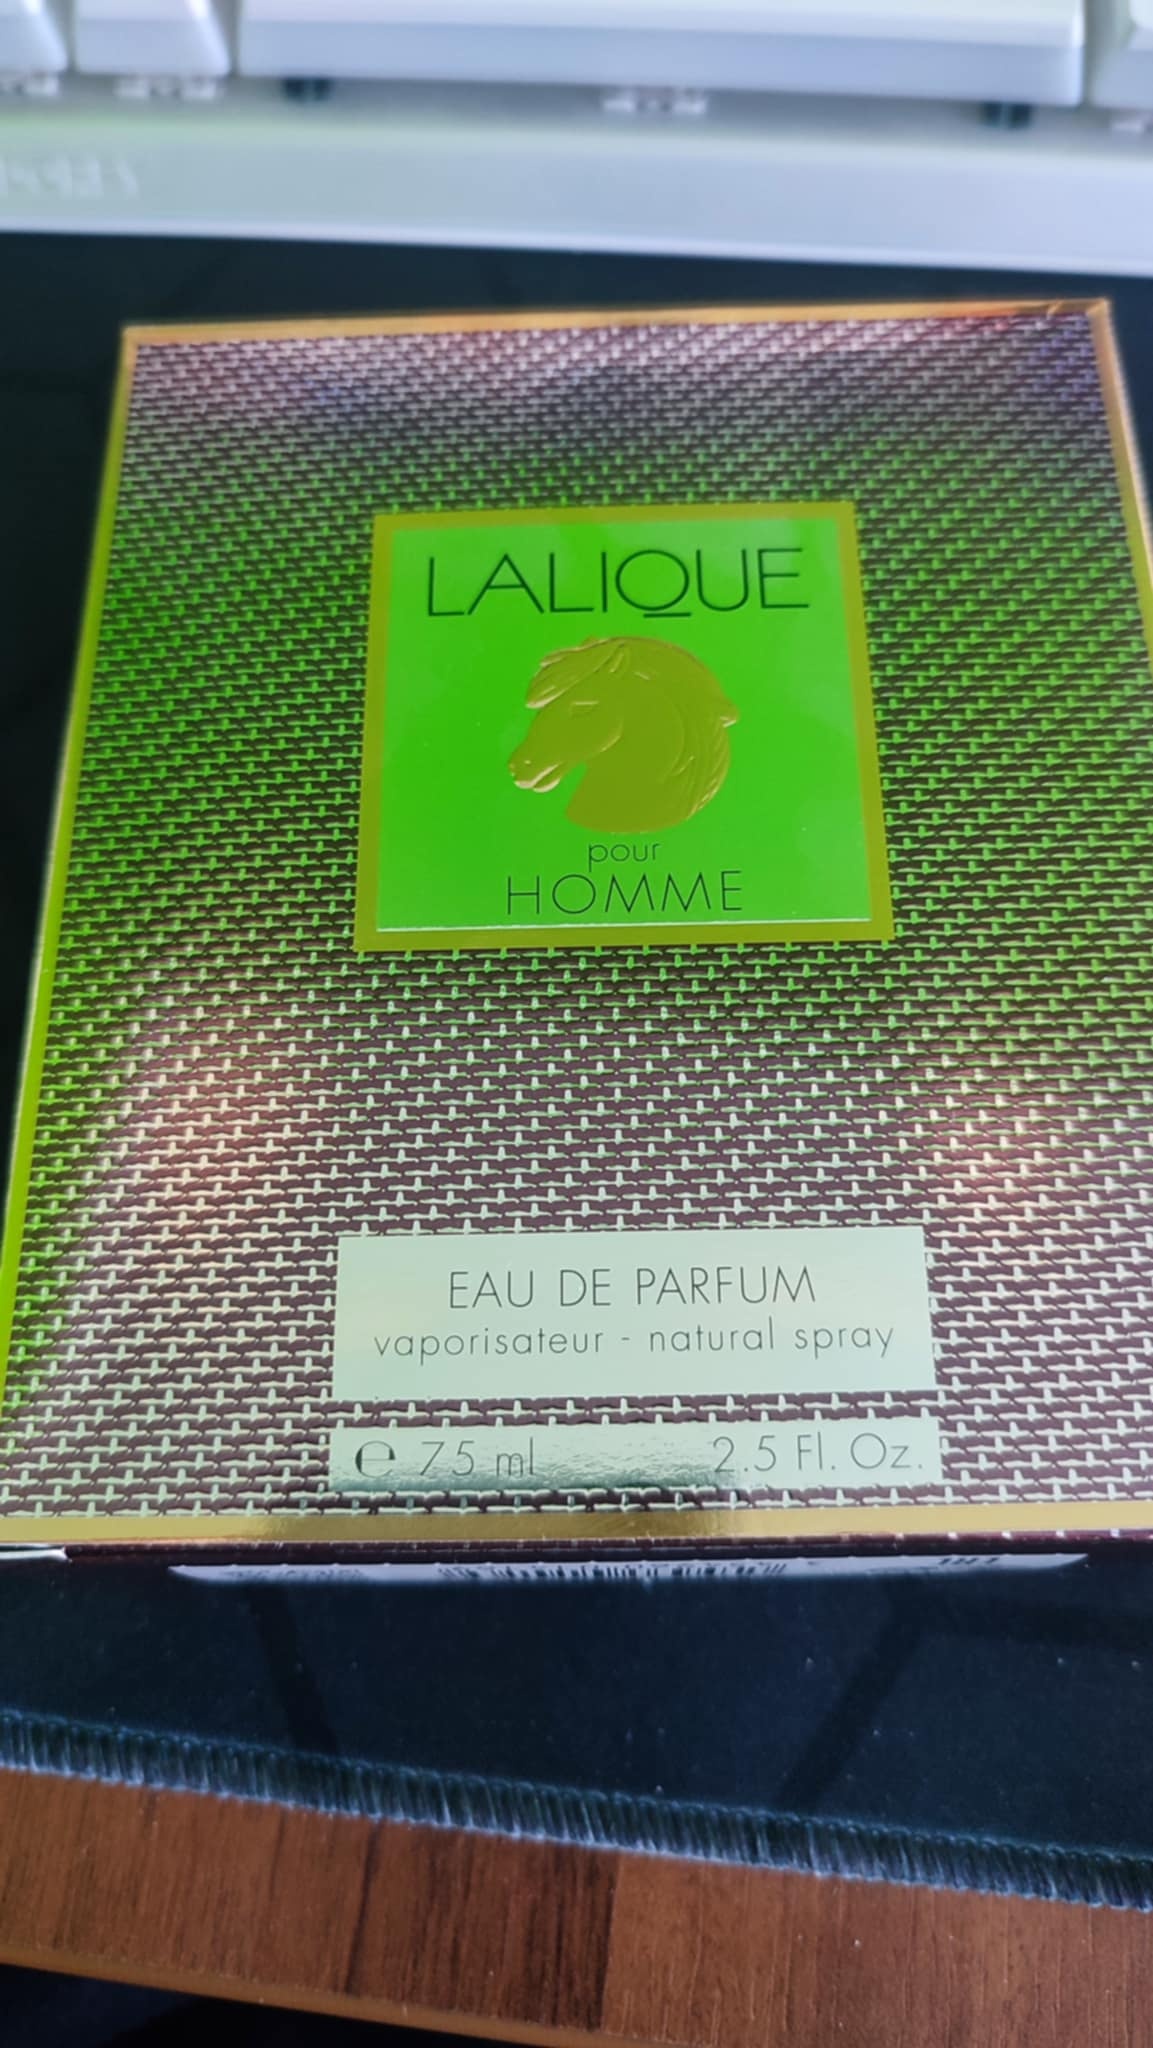 LALIQUE
pour
HOMME
EAU DE PARFUM
vaporisateur - natural spray
℮ 75 ml 2.5 Fl. Oz.